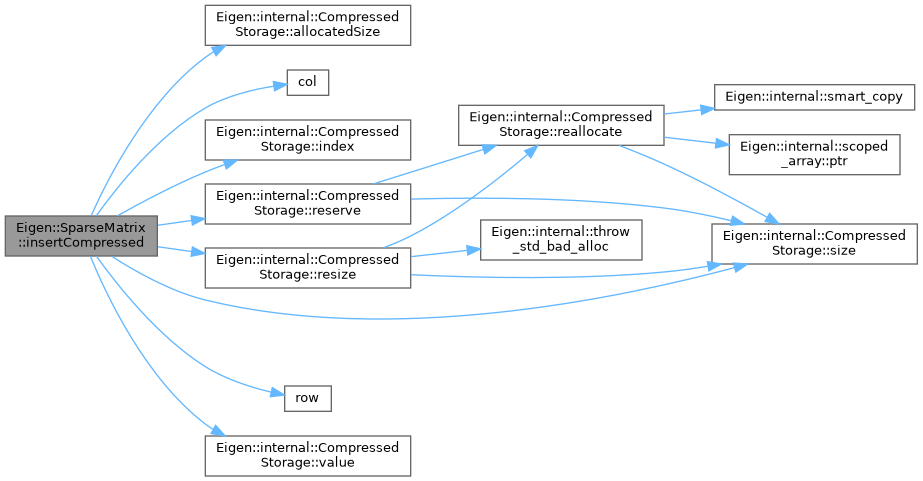 Eigen::SparseMatrix
::insertCompressed
Eigen::internal::Compressed
Storage::allocatedSize
col
Eigen::internal::Compressed
Storage::index
Eigen::internal::Compressed
Storage::reserve
Eigen::internal::Compressed
Storage::resize
row
Eigen::internal::Compressed
Storage::value
Eigen::internal::Compressed
Storage::reallocate
Eigen::internal::throw
_std_bad_alloc
Eigen::internal::smart_copy
Eigen::internal::scoped
_array::ptr
Eigen::internal::Compressed
Storage::size